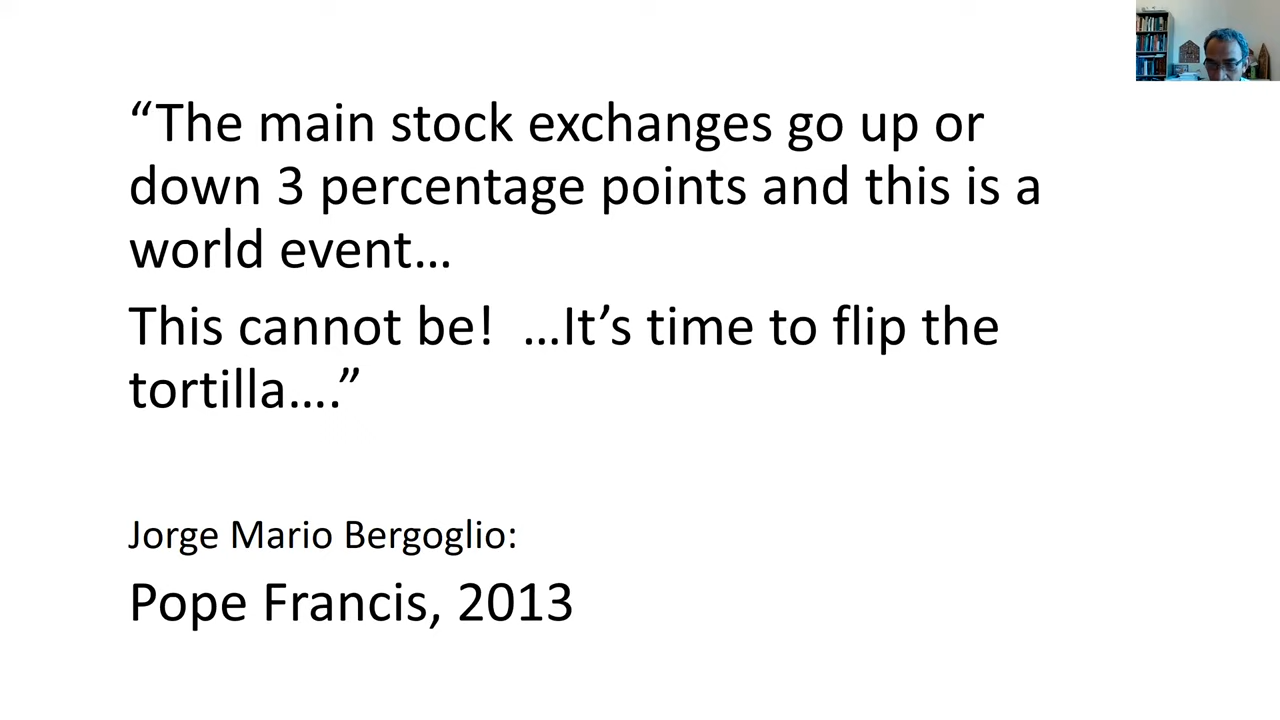 “The main stock exchanges go up or
down 3 percentage points and this is a
world event…
This cannot be!  …It’s time to flip the
tortilla….”
Jorge Mario Bergoglio:
Pope Francis, 2013